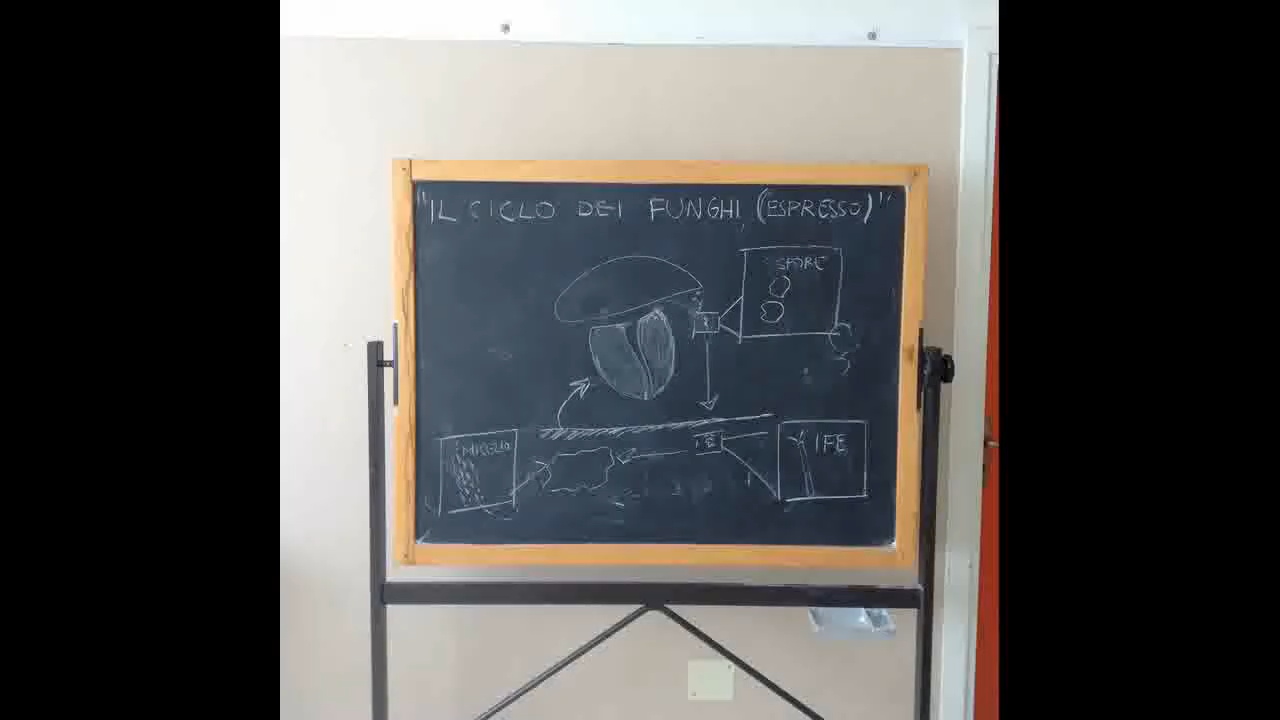 "IL CICLO DEI FUNGHI (ESPRESSO)"
SPORE
MICELIO
IFE